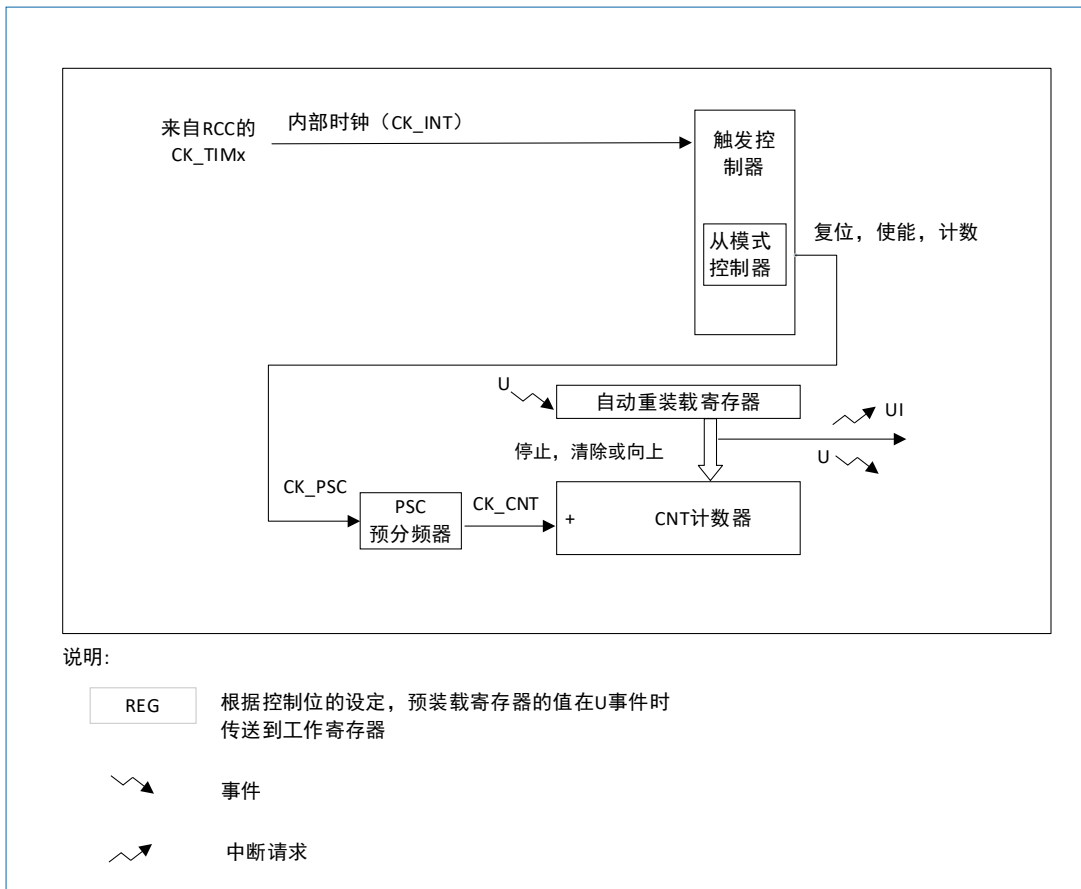 来自RCC的
CK_TIMx
内部时钟（CK_INT）
触发控
制器
从模式
控制器
复位，使能，计数
U
自动重装载寄存器
UI
停止，清除或向上
U
CK_PSC
PSC
预分频器
CK_CNT
+
CNT计数器
说明:
REG
根据控制位的设定，预装载寄存器的值在U事件时
传送到工作寄存器
事件
中断请求